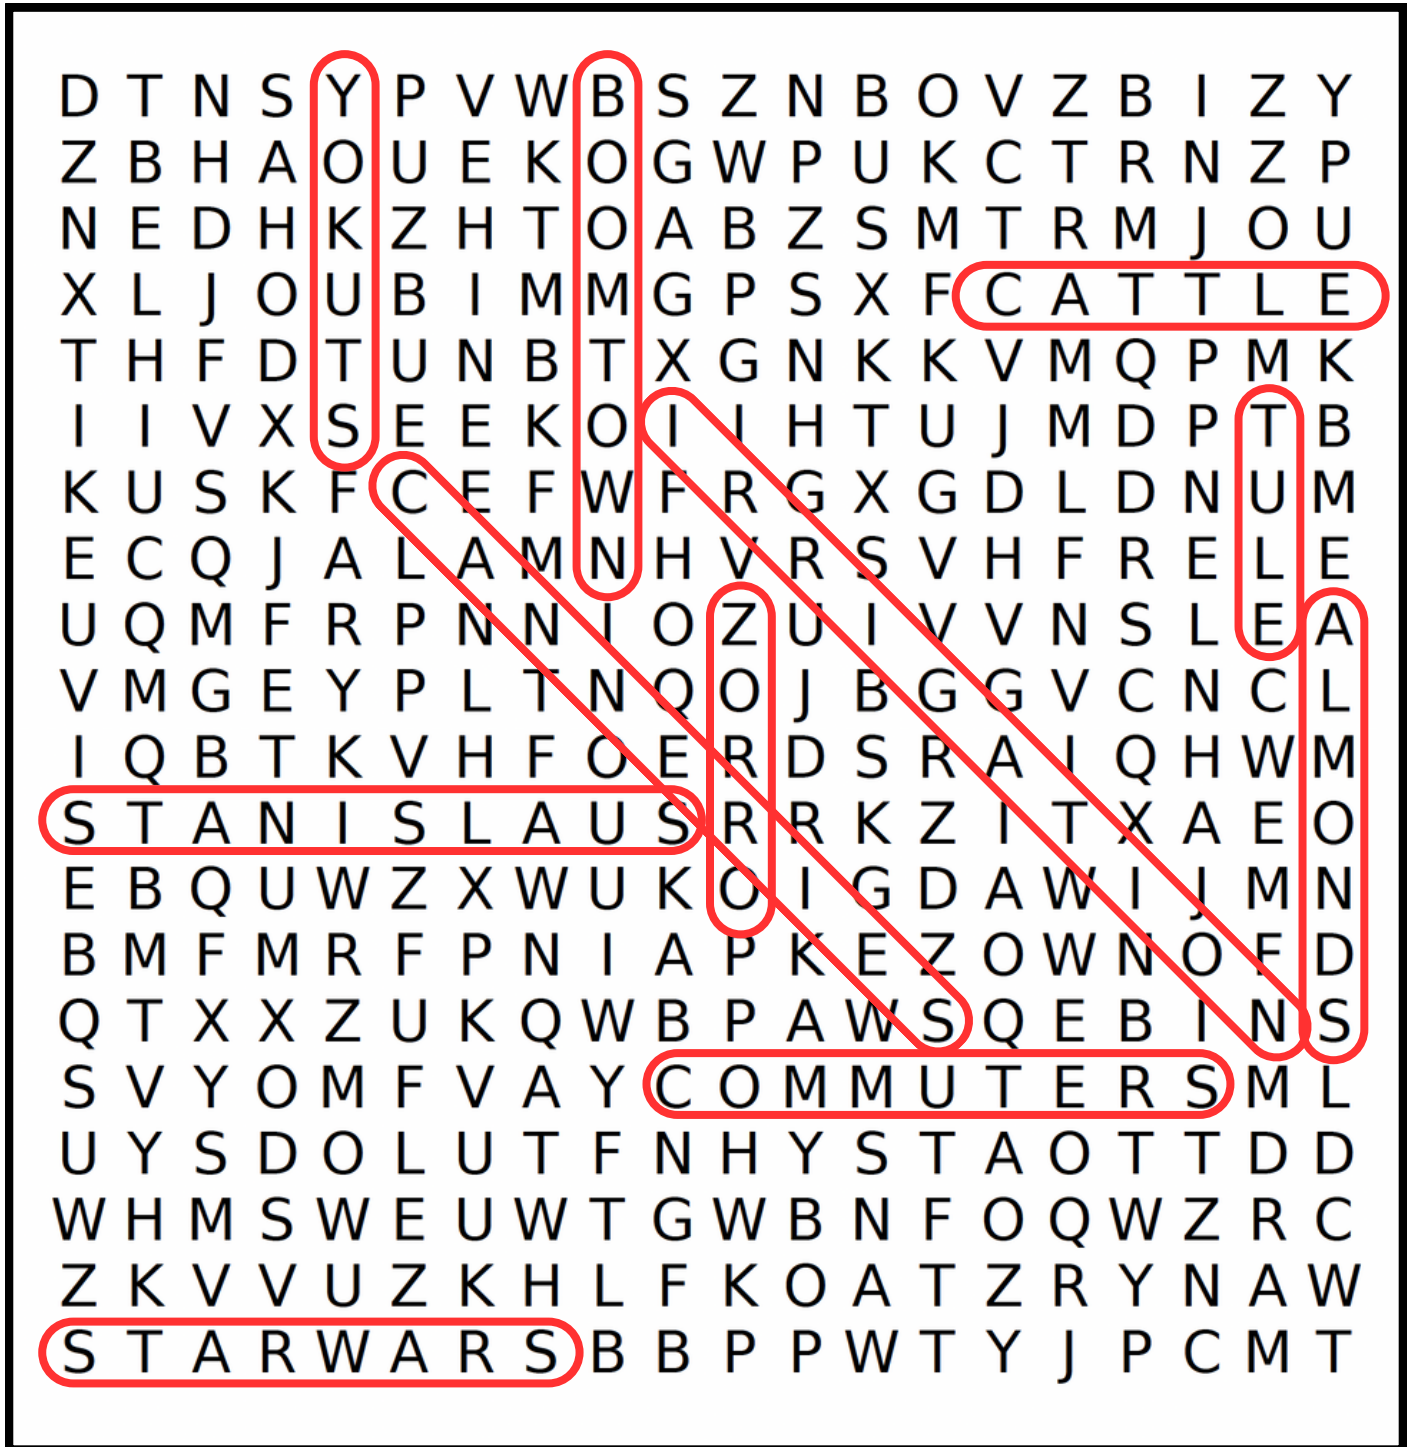 D T N S Y P V W B S Z N B O V Z B I Z Y
Z B H A O U E K O G W P U K C T R N Z P
N E D H K Z H T O A B Z S M T R M J O U
X L J O U B I M M G P S X F C A T T L E
T H F D T U N B T X G N K K V M Q P M K
I I V X S E E K O I I H T U J M D P T B
K U S K F C E F W F R G X G D L D N U M
E C Q J A L A M N H V R S V H F R E L E
U Q M F R P N N I O Z U I V V N S L E A
V M G E Y P L T N Q O J B G G V C N C L
I Q B T K V H F O E R D S R A I Q H W M
S T A N I S L A U S R R K Z I T X A E O
E B Q U W Z X W U K O I G D A W I J M N
B M F M R F P N I A P K E Z O W N O F D
Q T X X Z U K Q W B P A W S Q E B I N S
S V Y O M F V A Y C O M M U T E R S M L
U Y S D O L U T F N H Y S T A O T T D D
W H M S W E U W T G W B N F O Q W Z R C
Z K V V U Z K H L F K O A T Z R Y N A W
S T A R W A R S B B P P W T Y J P C M T